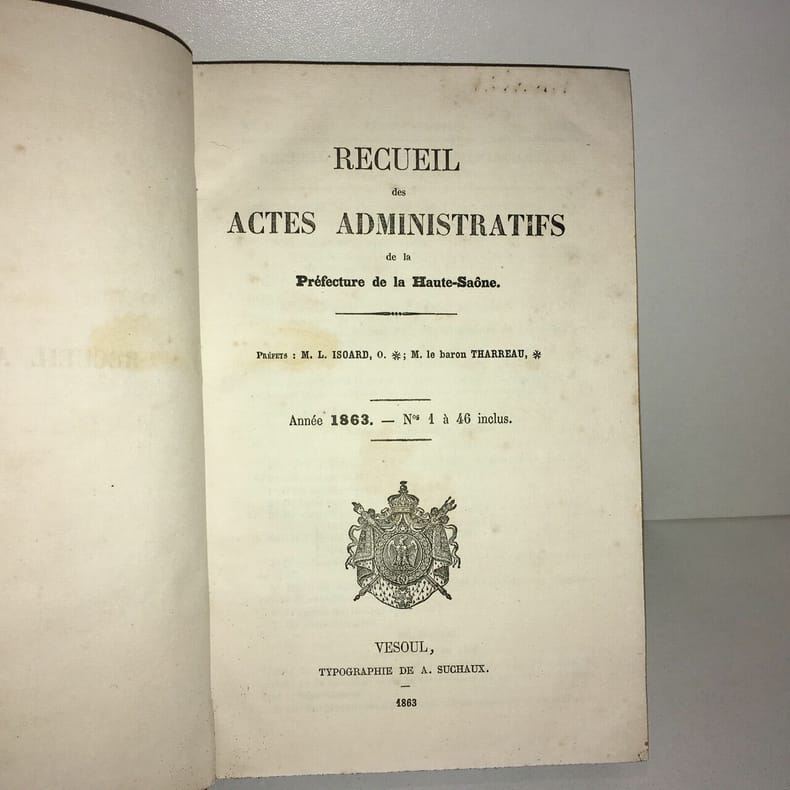 RECUEIL
des
ACTES ADMINISTRATIFS
de la
Préfecture de la Haute-Saône.
Préfets : M. L. ISOARD, O. ✻; M. le baron THARREAU, ✻
Année 1863. — Nos 1 à 46 inclus.
VESOUL,
TYPOGRAPHIE DE A. SUCHAUX.
1863